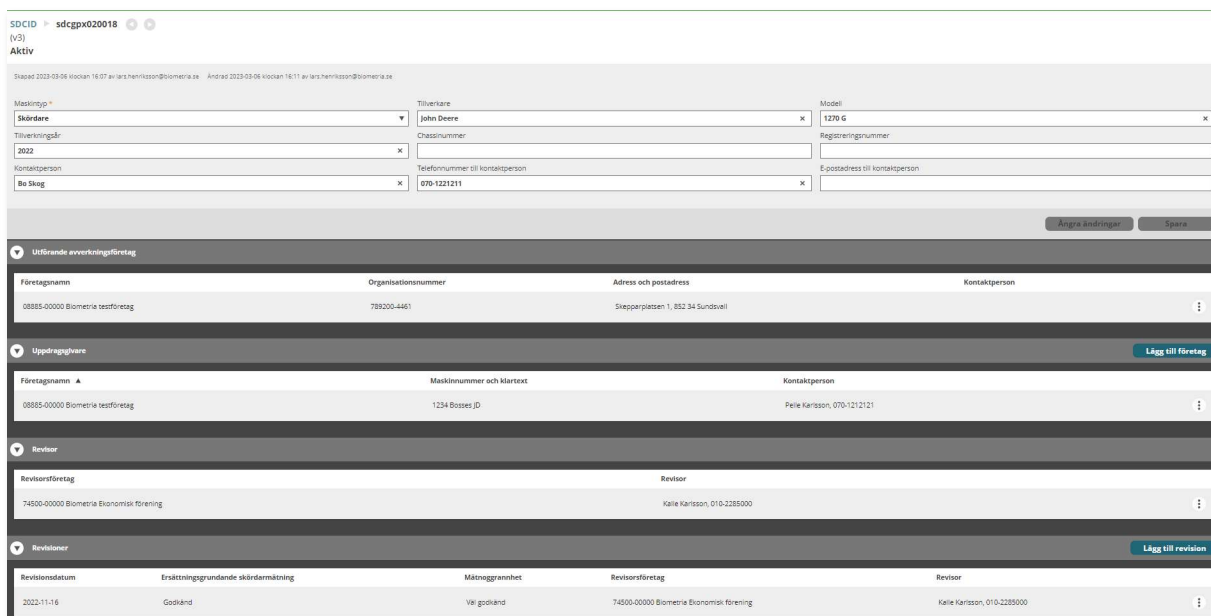 SDCID sdcgpx020018
(v3)
Aktiv
Skapad 2023-03-06 klockan 16:07 av lars.henriksson@biometria.se Ändrad 2023-03-06 klockan 16:11 av lars.henriksson@biometria.se
Maskintyp * Tillverkare Modell
Skördare John Deere 1270 G
Tillverkningsår Chassinummer Registreringsnummer
2022
Kontaktperson Telefonnummer till kontaktperson E-postadress till kontaktperson
Bo Skog 070-1221211
Ångra ändringar Spara
Utförande avverkningsföretag
Företagsnamn Organisationsnummer Adress och postadress Kontaktperson
08885-00000 Biometria testföretag 789200-4461 Skepparplatsen 1, 852 34 Sundsvall
Uppdragsgivare Lägg till företag
Företagsnamn Maskinnummer och klartext Kontaktperson
08885-00000 Biometria testföretag 1234 Bosses JD Pelle Karlsson, 070-1212121
Revisor
Revisorsföretag Revisor
74500-00000 Biometria Ekonomisk förening Kalle Karlsson, 010-2285000
Revisioner Lägg till revision
Revisionsdatum Ersättningsgrundande skördarmätning Mätnoggrannhet Revisorsföretag Revisor
2022-11-16 Godkänd Väl godkänd 74500-00000 Biometria Ekonomisk förening Kalle Karlsson, 010-2285000